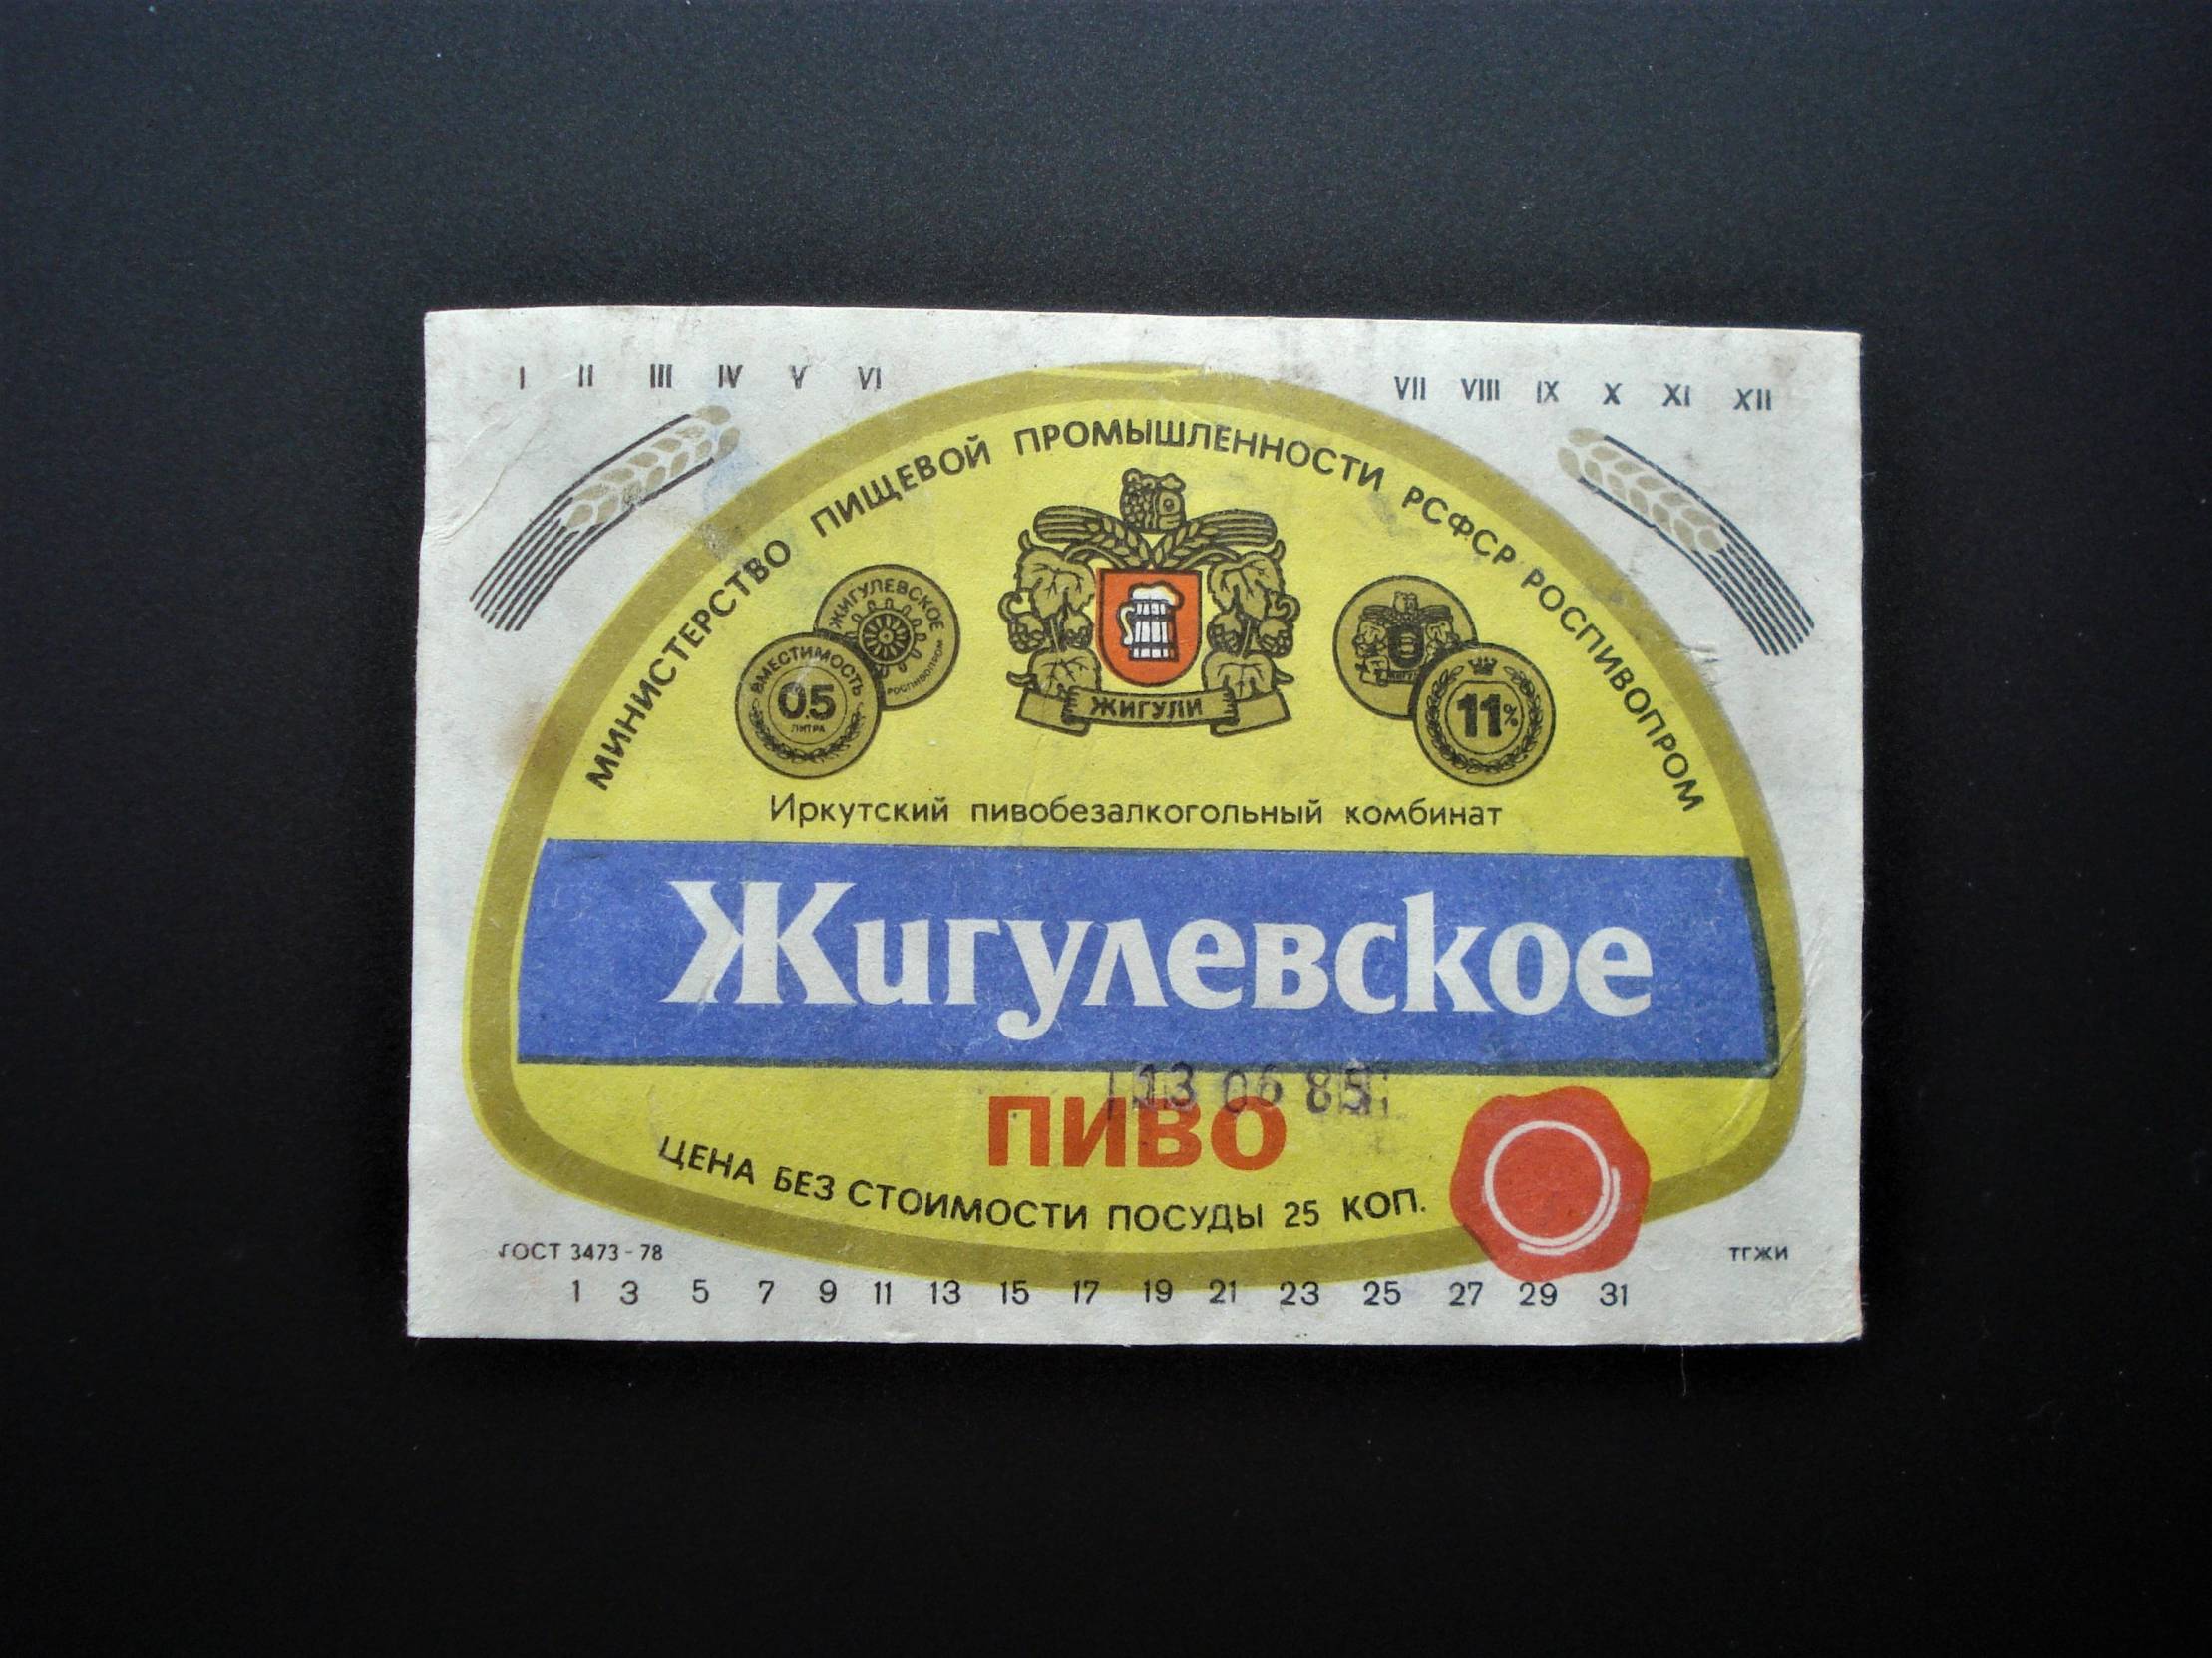 I II III IV V VI VII VIII IX X XI XII
МИНИСТЕРСТВО ПИЩЕВОЙ ПРОМЫШЛЕННОСТИ РСФСР РОСПИВОПРОМ
ЖИГУЛЕВСКОЕ
РОСПИВОПРОМ
ВМЕСТИМОСТЬ
0.5
ЛИТРА
ЖИГУЛИ
11%
Иркутский пивобезалкогольный комбинат
Жигулевское
13 06 85
ПИВО
ЦЕНА БЕЗ СТОИМОСТИ ПОСУДЫ 25 КОП.
ГОСТ 3473-78
ТГЖИ
1 3 5 7 9 11 13 15 17 19 21 23 25 27 29 31